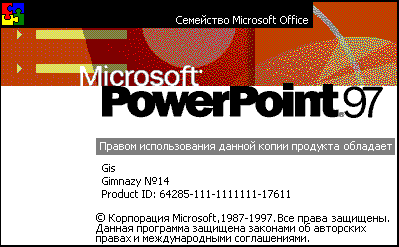 Семейство Microsoft Office
Microsoft®
PowerPoint®97
Правом использования данной копии продукта обладает
Gis
Gimnazy №14
Product ID: 64285-111-1111111-17611
© Корпорация Microsoft,1987-1997.Все права защищены.
Данная программа защищена законами об авторских
правах и международными соглашениями.